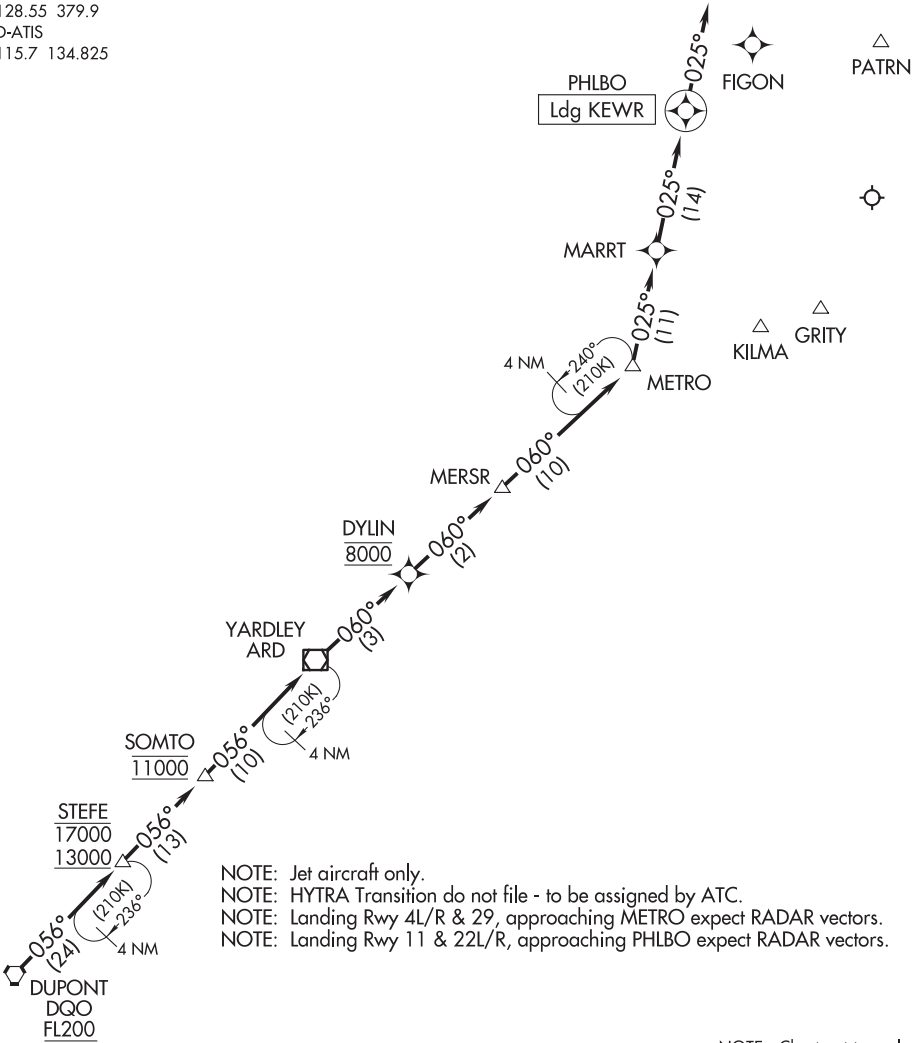 128.55 379.9
D-ATIS
115.7 134.825
025°
FIGON
PATRN
PHLBO
Ldg KEWR
025°
(14)
MARRT
025°
(11)
KILMA
GRITY
4 NM
240°
(210K)
METRO
060°
(10)
MERSR
DYLIN
8000
060°
(2)
YARDLEY
ARD
060°
(3)
(210K)
236°
4 NM
SOMTO
11000
056°
(10)
STEFE
17000
13000
056°
(13)
(210K)
236°
4 NM
056°
(24)
DUPONT
DQO
FL200
NOTE: Jet aircraft only.
NOTE: HYTRA Transition do not file - to be assigned by ATC.
NOTE: Landing Rwy 4L/R & 29, approaching METRO expect RADAR vectors.
NOTE: Landing Rwy 11 & 22L/R, approaching PHLBO expect RADAR vectors.